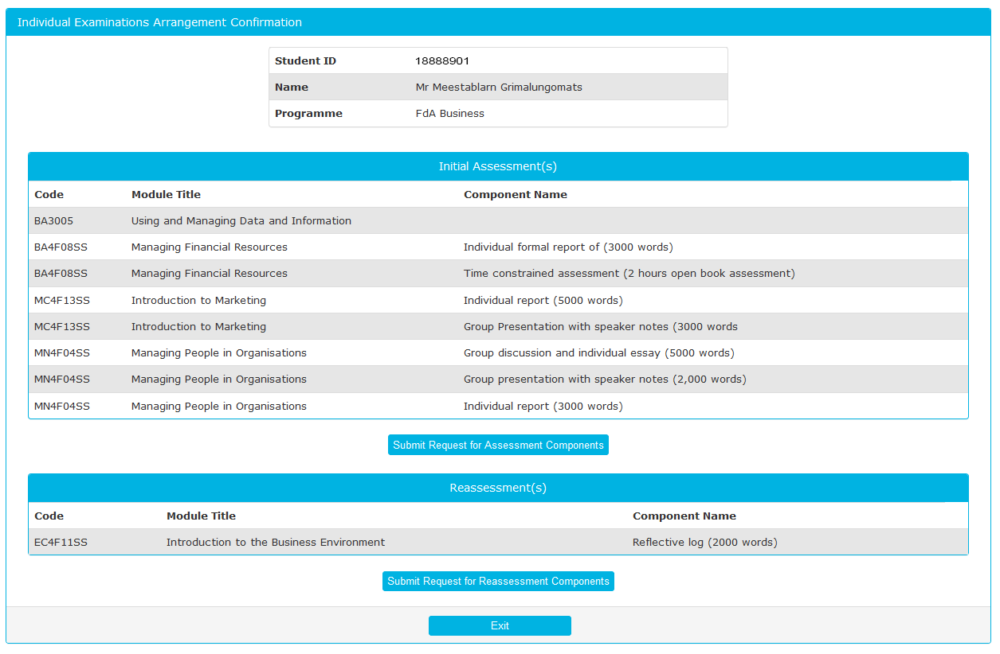 Individual Examinations Arrangement Confirmation
Student ID 18888901
Name Mr Meestablarn Grimalungomats
Programme FdA Business
Initial Assessment(s)
Code Module Title Component Name
BA3005 Using and Managing Data and Information
BA4F08SS Managing Financial Resources Individual formal report of (3000 words)
BA4F08SS Managing Financial Resources Time constrained assessment (2 hours open book assessment)
MC4F13SS Introduction to Marketing Individual report (5000 words)
MC4F13SS Introduction to Marketing Group Presentation with speaker notes (3000 words
MN4F04SS Managing People in Organisations Group discussion and individual essay (5000 words)
MN4F04SS Managing People in Organisations Group presentation with speaker notes (2,000 words)
MN4F04SS Managing People in Organisations Individual report (3000 words)
Submit Request for Assessment Components
Reassessment(s)
Code Module Title Component Name
EC4F11SS Introduction to the Business Environment Reflective log (2000 words)
Submit Request for Reassessment Components
Exit